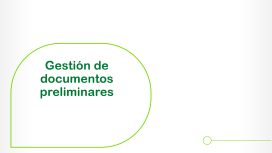 Gestión de
documentos
preliminares